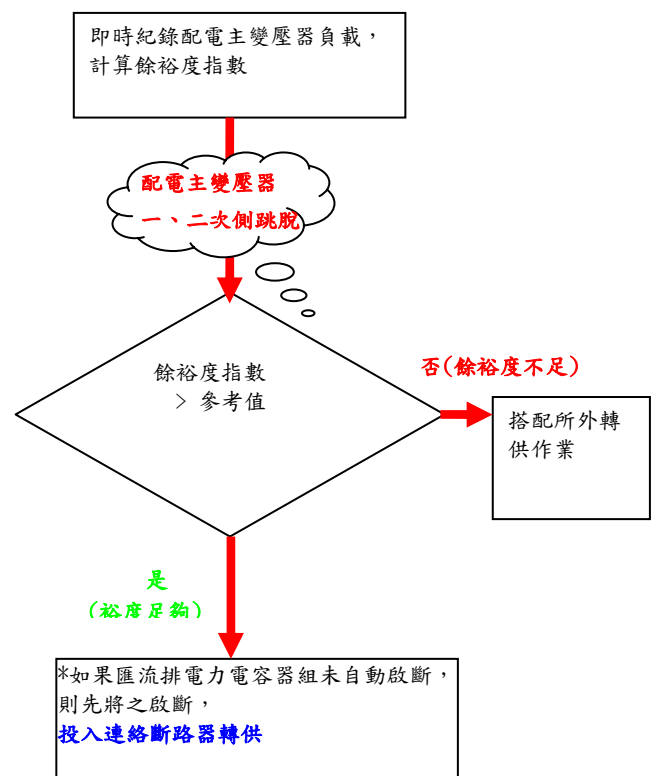 即時紀錄配電主變壓器負載，
計算餘裕度指數
配電主變壓器
一、二次側跳脫
餘裕度指數
> 參考值
否(餘裕度不足)
搭配所外轉
供作業
是
(裕度足夠)
*如果匯流排電力電容器組未自動啟斷，
則先將之啟斷，
投入連絡斷路器轉供